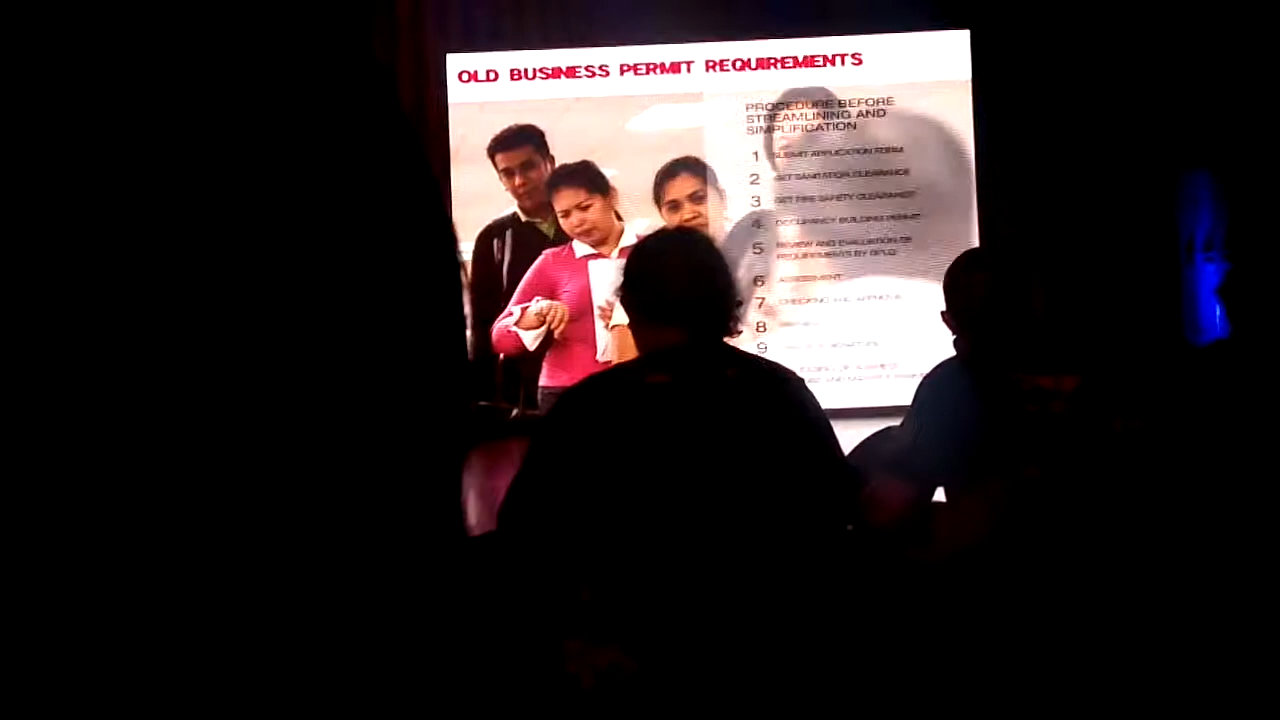 OLD BUSINESS PERMIT REQUIREMENTS
PROCEDURE BEFORE
STREAMLINING AND
SIMPLIFICATION
1 SUBMIT APPLICATION FORM
2 GET SANITATION CLEARANCE
3 GET FIRE SAFETY CLEARANCE
4 OCCUPANCY BUILDING PERMIT
5 REVIEW AND EVALUATION OF
REQUIREMENTS BY BPLO
6 ASSESSMENT
7 CHECKING
8
9